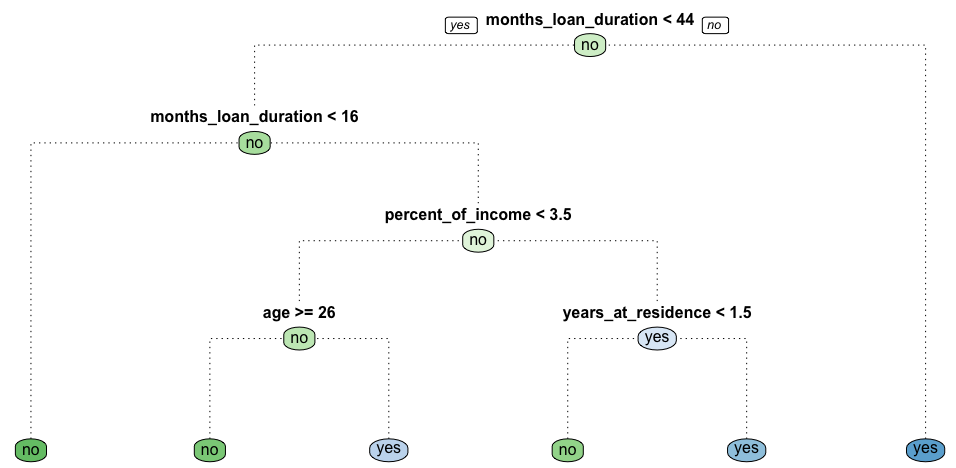 yes months_loan_duration < 44 no
no
months_loan_duration < 16
no
percent_of_income < 3.5
no
age >= 26 years_at_residence < 1.5
no yes
no no yes no yes yes